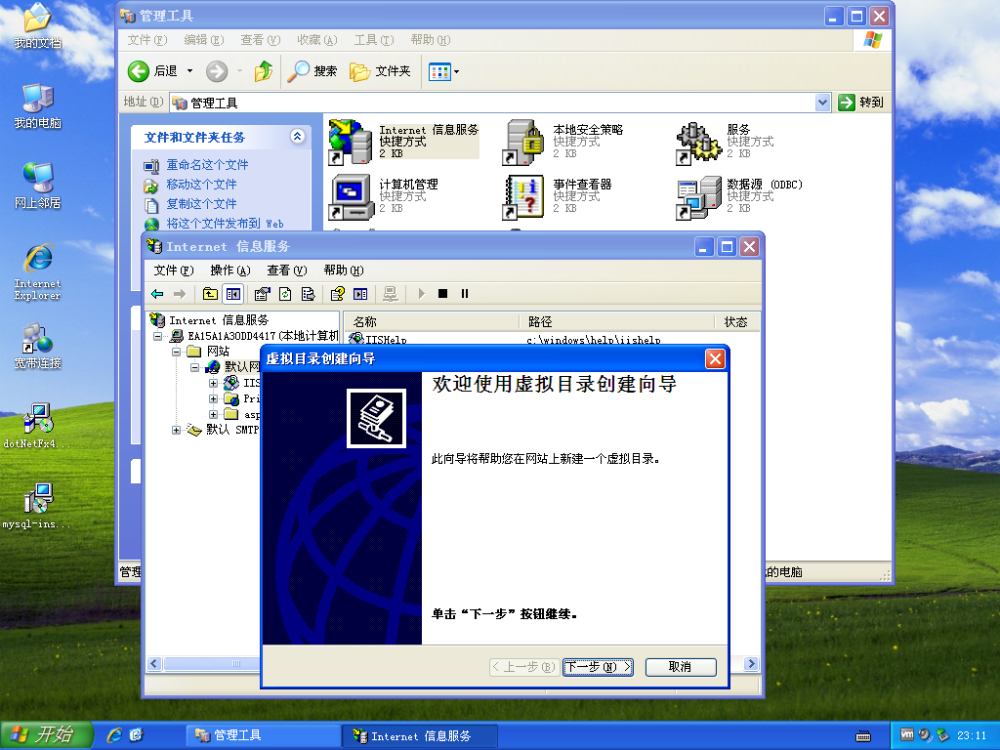 我的文档
我的电脑
网上邻居
Internet
Explorer
宽带连接
dotNetFx4...
mysql-ins...
管理工具
文件(F) 编辑(E) 查看(V) 收藏(A) 工具(T) 帮助(H)
后退 搜索 文件夹
地址(D) 管理工具 转到
文件和文件夹任务
重命名这个文件
移动这个文件
复制这个文件
将这个文件发布到 Web
Internet 信息服务
快捷方式
2 KB
本地安全策略
快捷方式
2 KB
服务
快捷方式
2 KB
计算机管理
快捷方式
2 KB
事件查看器
快捷方式
2 KB
数据源 (ODBC)
快捷方式
2 KB
管理
的电脑
Internet 信息服务
文件(F) 操作(A) 查看(V) 帮助(H)
Internet 信息服务
EA15A1A30DD4417(本地计算机
网站
默认网
IIS
Pri
asp
默认 SMTP
名称 路径 状态
IISHelp c:\windows\help\iishelp
虚拟目录创建向导
欢迎使用虚拟目录创建向导
此向导将帮助您在网站上新建一个虚拟目录。
单击“下一步”按钮继续。
< 上一步(B) 下一步(N) > 取消
开始 管理工具 Internet 信息服务 vm 23:11